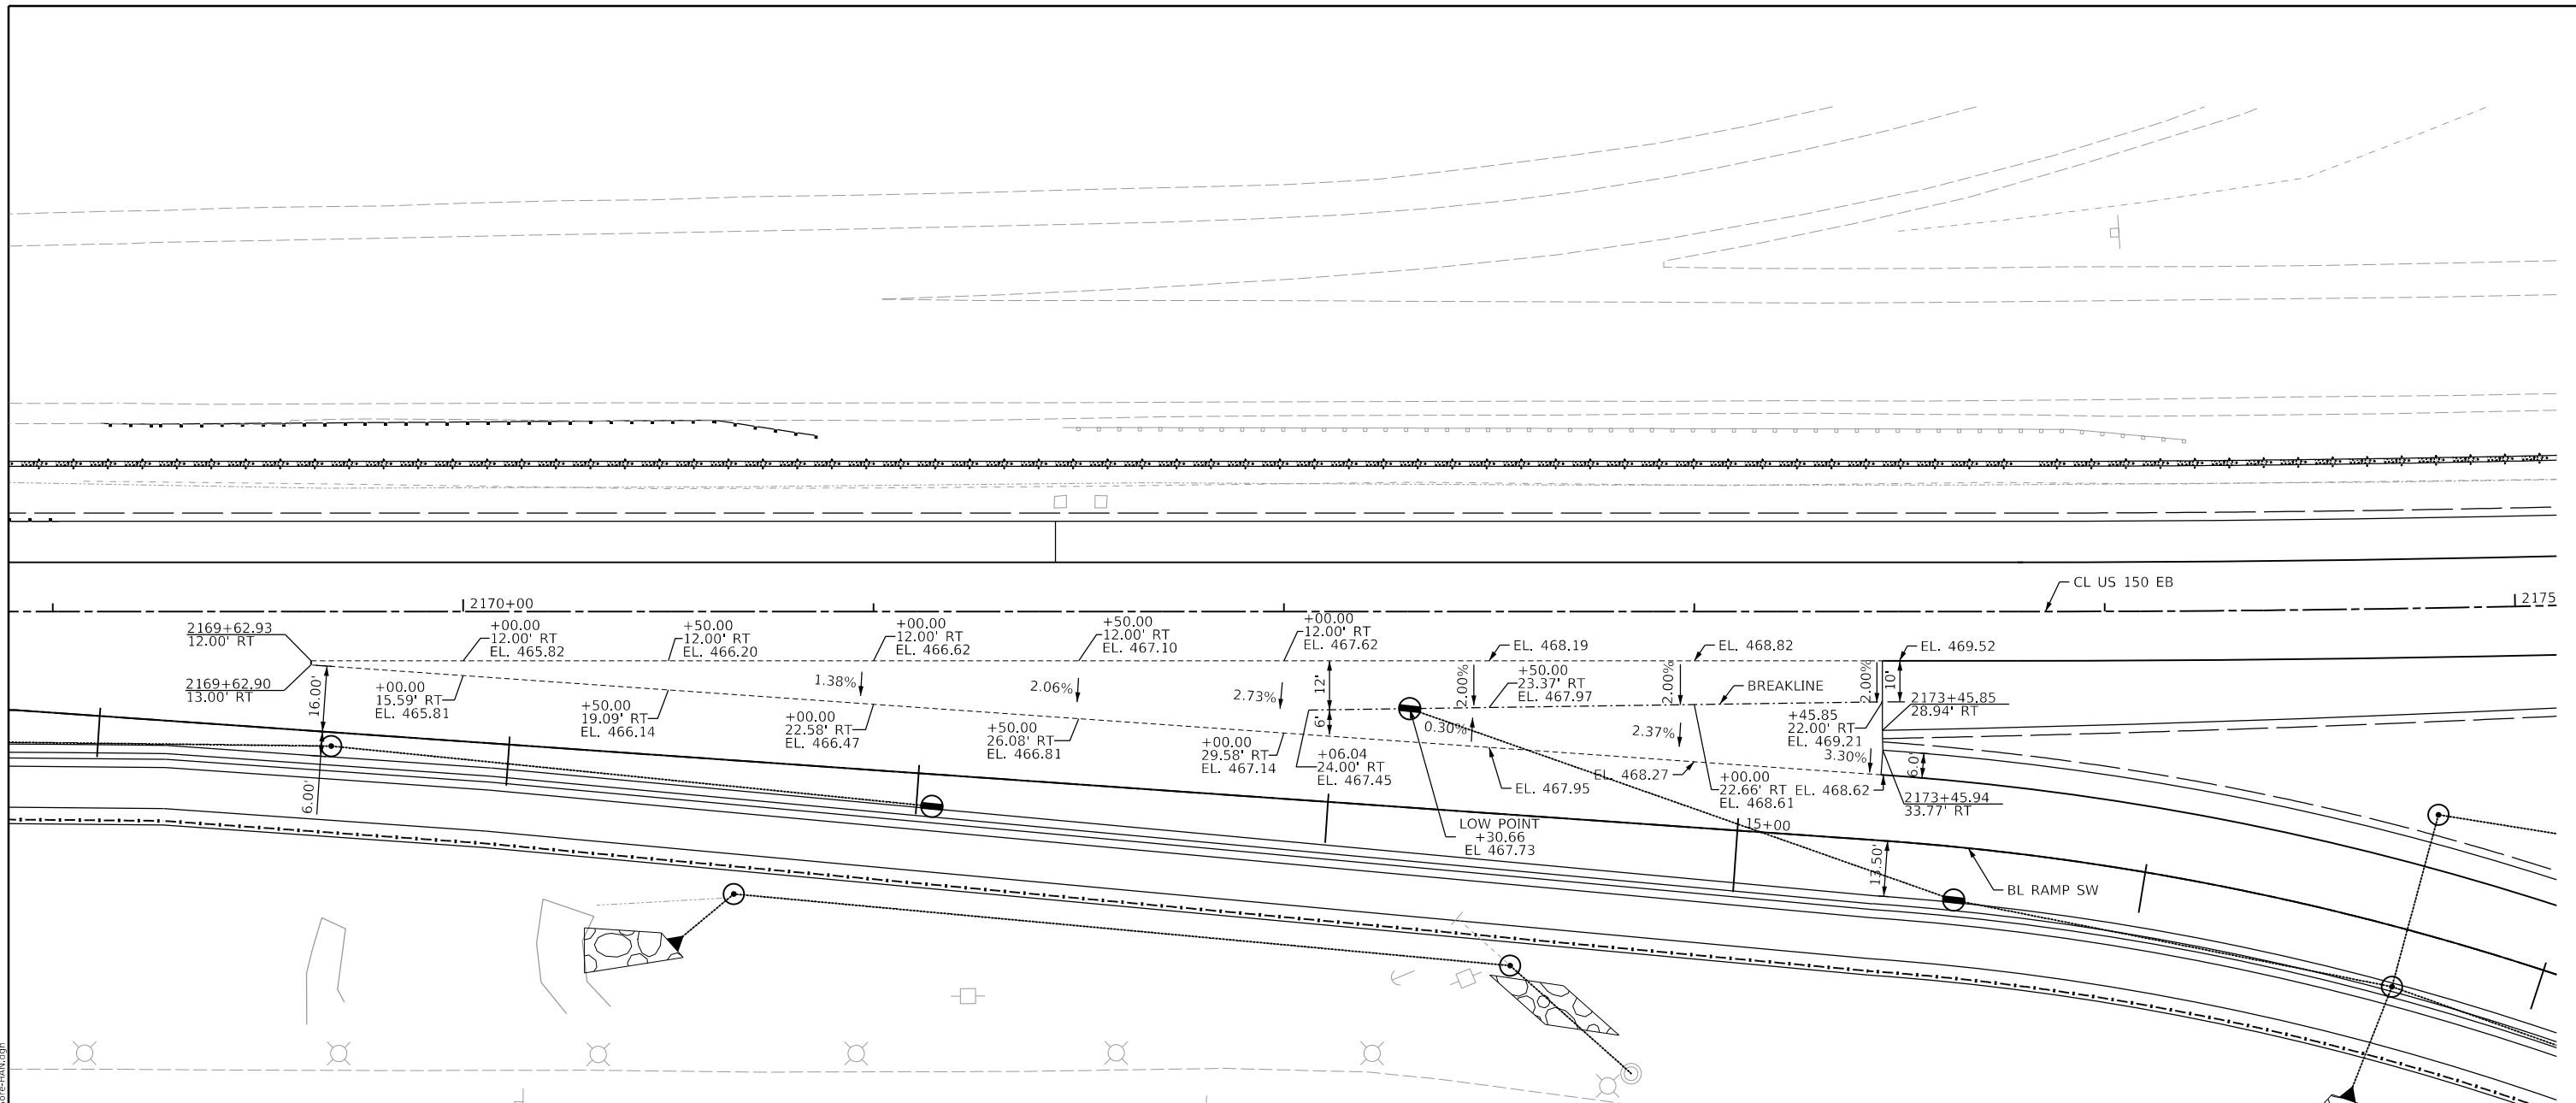 CL US 150 EB
2170+00
2175
2169+62.93
12.00' RT
+00.00
12.00' RT
EL. 465.82
+50.00
12.00' RT
EL. 466.20
+00.00
12.00' RT
EL. 466.62
+50.00
12.00' RT
EL. 467.10
+00.00
12.00' RT
EL. 467.62
EL. 468.19
EL. 468.82
EL. 469.52
2169+62.90
13.00' RT
16.00'
+00.00
15.59' RT
EL. 465.81
+50.00
19.09' RT
EL. 466.14
1.38%
+00.00
22.58' RT
EL. 466.47
2.06%
+50.00
26.08' RT
EL. 466.81
2.73%
+00.00
29.58' RT
EL. 467.14
12'
6'
+06.04
24.00' RT
EL. 467.45
2.00%
0.30%
+50.00
23.37' RT
EL. 467.97
2.00%
BREAKLINE
2.37%
2.00%
10'
2173+45.85
28.94' RT
+45.85
22.00' RT
EL. 469.21
3.30%
6.0'
EL. 468.27
EL. 467.95
+00.00
22.66' RT
EL. 468.61
EL. 468.62
2173+45.94
33.77' RT
6.00'
LOW POINT
+30.66
EL 467.73
15+00
13.50'
BL RAMP SW